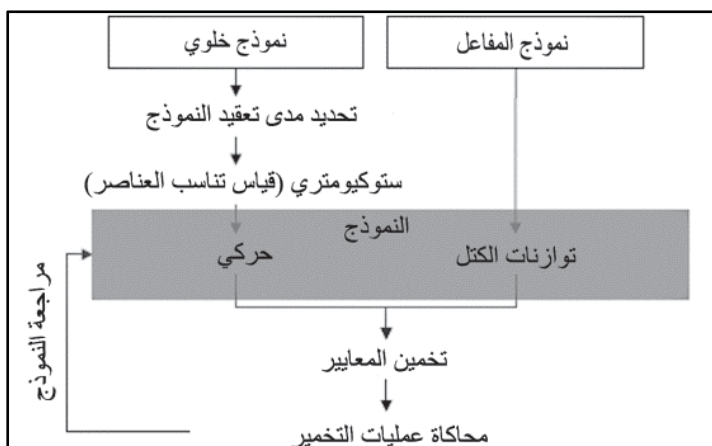 نموذج خلوي
نموذج المفاعل
تحديد مدى تعقيد النموذج
ستوكيومتري (قياس تناسب العناصر)
النموذج
حركي
توازنات الكتل
تخمين المعايير
محاكاة عمليات التخمير
مراجعة النموذج